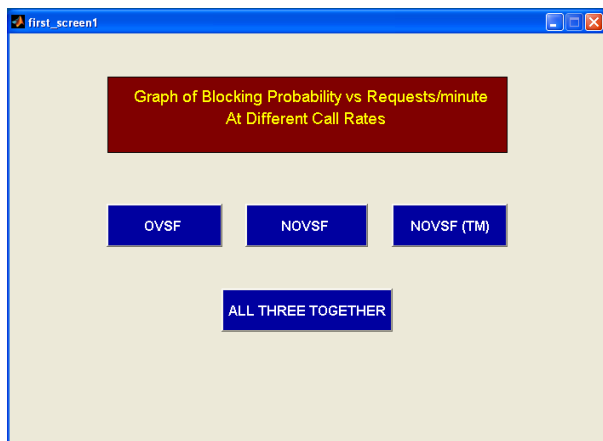 first_screen1
Graph of Blocking Probability vs Requests/minute
At Different Call Rates
OVSF
NOVSF
NOVSF (TM)
ALL THREE TOGETHER